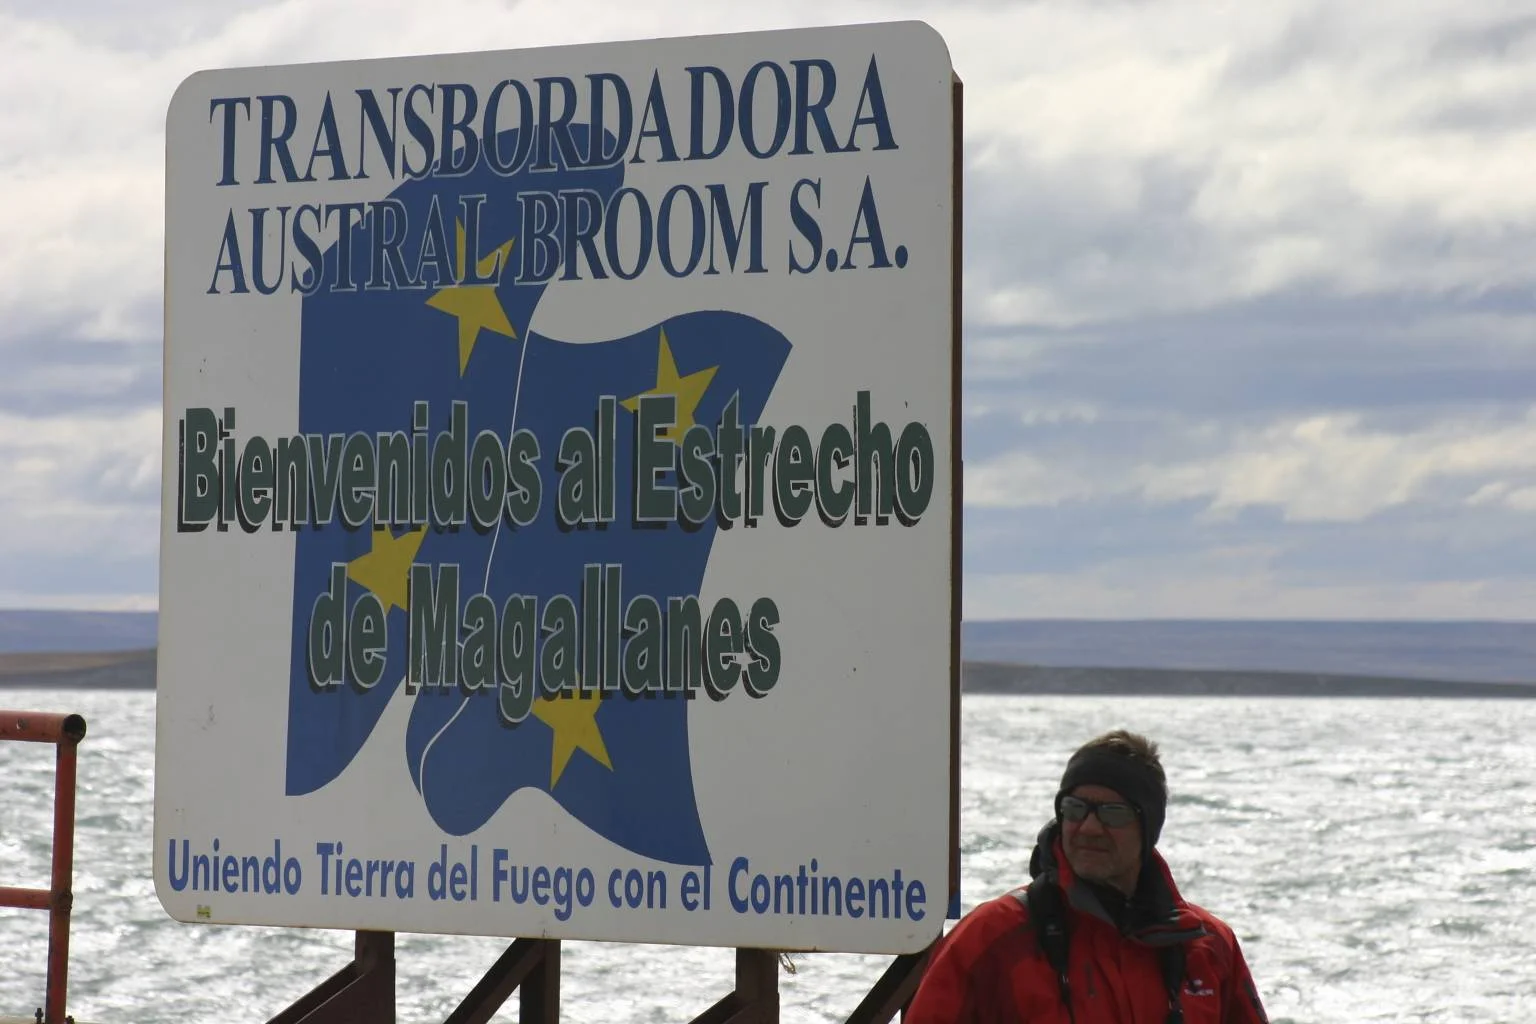 TRANSBORDADORA
AUSTRAL BROOM S.A.
Bienvenidos al Estrecho
de Magallanes
Uniendo Tierra del Fuego con el Continente